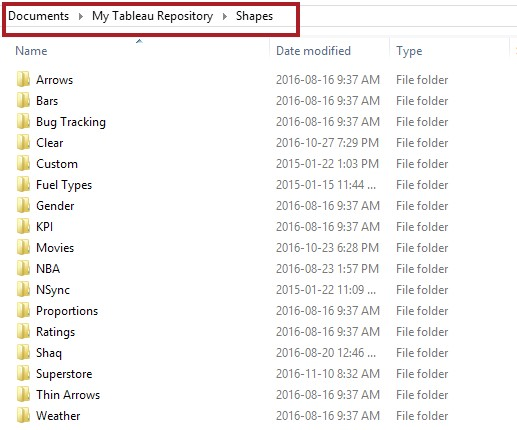 Documents My Tableau Repository Shapes
Name Date modified Type
Arrows 2016-08-16 9:37 AM File folder
Bars 2016-08-16 9:37 AM File folder
Bug Tracking 2016-08-16 9:37 AM File folder
Clear 2016-10-27 7:29 PM File folder
Custom 2015-01-22 1:03 PM File folder
Fuel Types 2015-01-15 11:44 ... File folder
Gender 2016-08-16 9:37 AM File folder
KPI 2016-08-16 9:37 AM File folder
Movies 2016-10-23 6:28 PM File folder
NBA 2016-08-23 1:57 PM File folder
NSync 2015-01-22 11:09 ... File folder
Proportions 2016-08-16 9:37 AM File folder
Ratings 2016-08-16 9:37 AM File folder
Shaq 2016-08-20 12:46 ... File folder
Superstore 2016-11-10 8:32 AM File folder
Thin Arrows 2016-08-16 9:37 AM File folder
Weather 2016-08-16 9:37 AM File folder